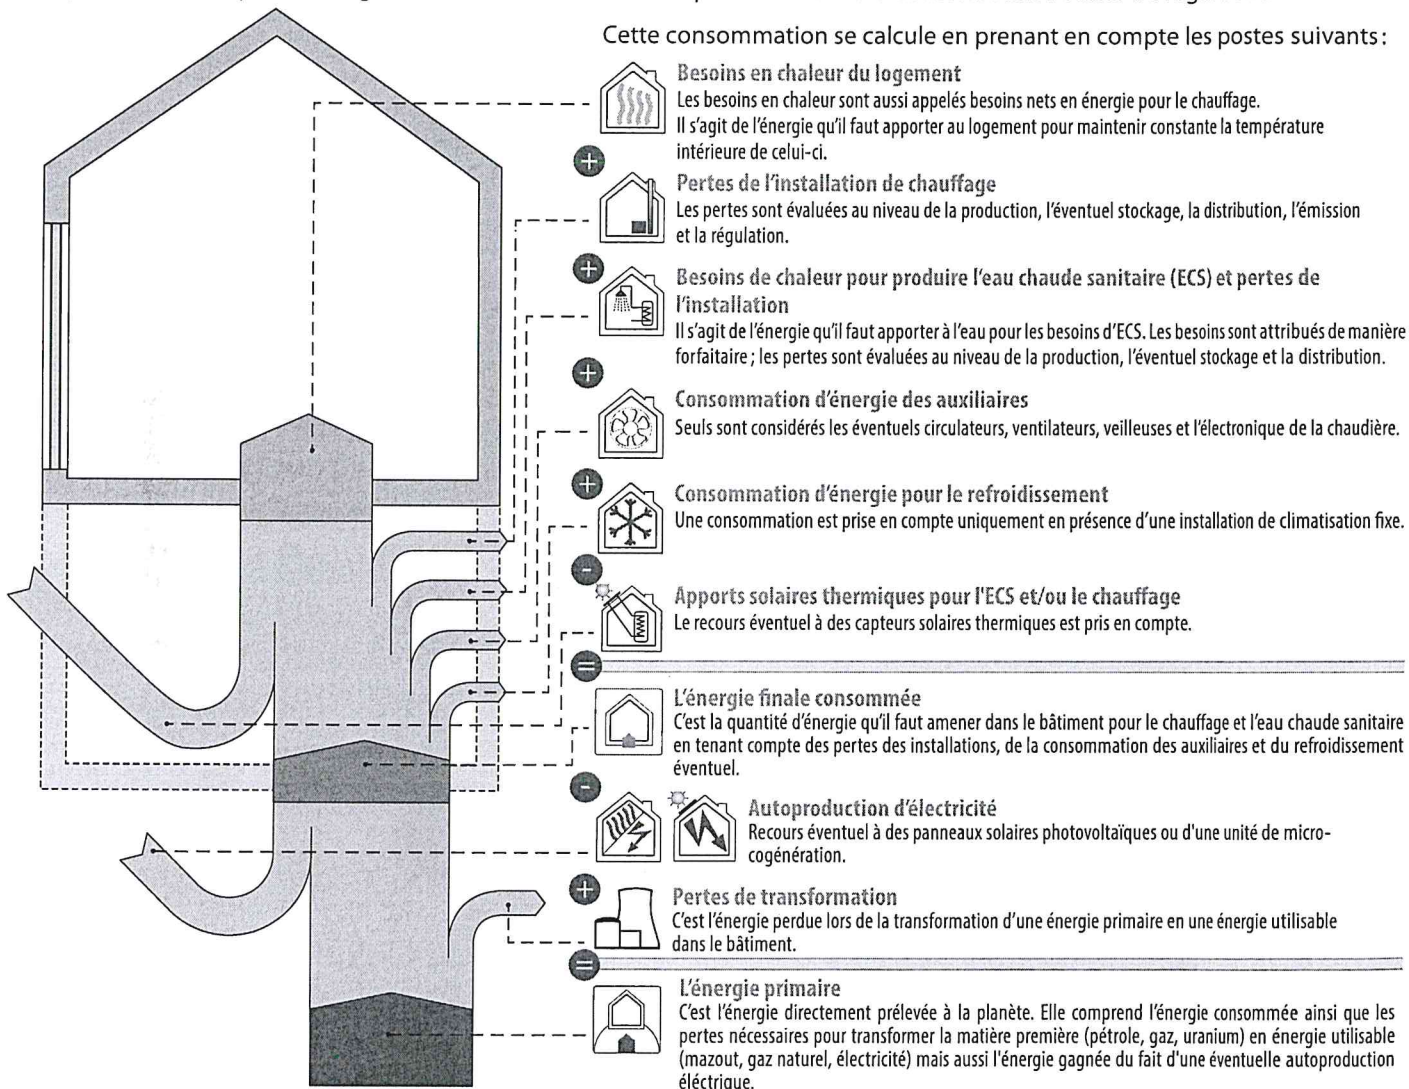 Cette consommation se calcule en prenant en compte les postes suivants :
Besoins en chaleur du logement
Les besoins en chaleur sont aussi appelés besoins nets en énergie pour le chauffage.
Il s'agit de l'énergie qu'il faut apporter au logement pour maintenir constante la température
intérieure de celui-ci.
+
Pertes de l'installation de chauffage
Les pertes sont évaluées au niveau de la production, l'éventuel stockage, la distribution, l'émission
et la régulation.
+
Besoins de chaleur pour produire l'eau chaude sanitaire (ECS) et pertes de
l'installation
Il s'agit de l'énergie qu'il faut apporter à l'eau pour les besoins d'ECS. Les besoins sont attribués de manière
forfaitaire ; les pertes sont évaluées au niveau de la production, l'éventuel stockage et la distribution.
+
Consommation d'énergie des auxiliaires
Seuls sont considérés les éventuels circulateurs, ventilateurs, veilleuses et l'électronique de la chaudière.
+
Consommation d'énergie pour le refroidissement
Une consommation est prise en compte uniquement en présence d'une installation de climatisation fixe.
-
Apports solaires thermiques pour l'ECS et/ou le chauffage
Le recours éventuel à des capteurs solaires thermiques est pris en compte.
=
L'énergie finale consommée
C'est la quantité d'énergie qu'il faut amener dans le bâtiment pour le chauffage et l'eau chaude sanitaire
en tenant compte des pertes des installations, de la consommation des auxiliaires et du refroidissement
éventuel.
-
Autoproduction d'électricité
Recours éventuel à des panneaux solaires photovoltaïques ou d'une unité de micro-
cogénération.
+
Pertes de transformation
C'est l'énergie perdue lors de la transformation d'une énergie primaire en une énergie utilisable
dans le bâtiment.
=
L'énergie primaire
C'est l'énergie directement prélevée à la planète. Elle comprend l'énergie consommée ainsi que les
pertes nécessaires pour transformer la matière première (pétrole, gaz, uranium) en énergie utilisable
(mazout, gaz naturel, électricité) mais aussi l'énergie gagnée du fait d'une éventuelle autoproduction
éléctrique.